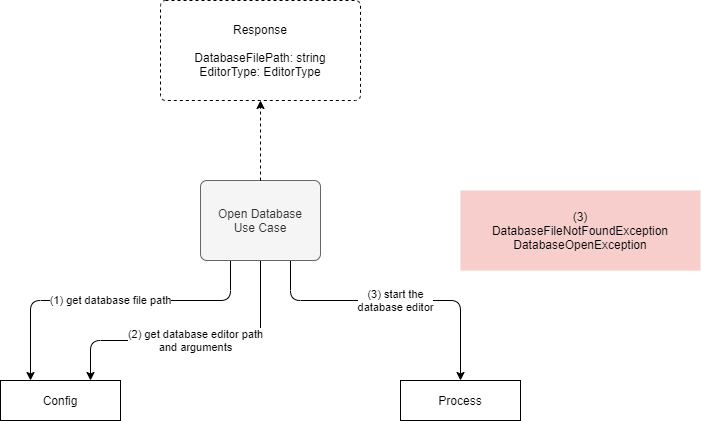 Response
DatabaseFilePath: string
EditorType: EditorType
Open Database
Use Case
(3)
DatabaseFileNotFoundException
DatabaseOpenException
(1) get database file path
(3) start the
database editor
(2) get database editor path
and arguments
Config
Process